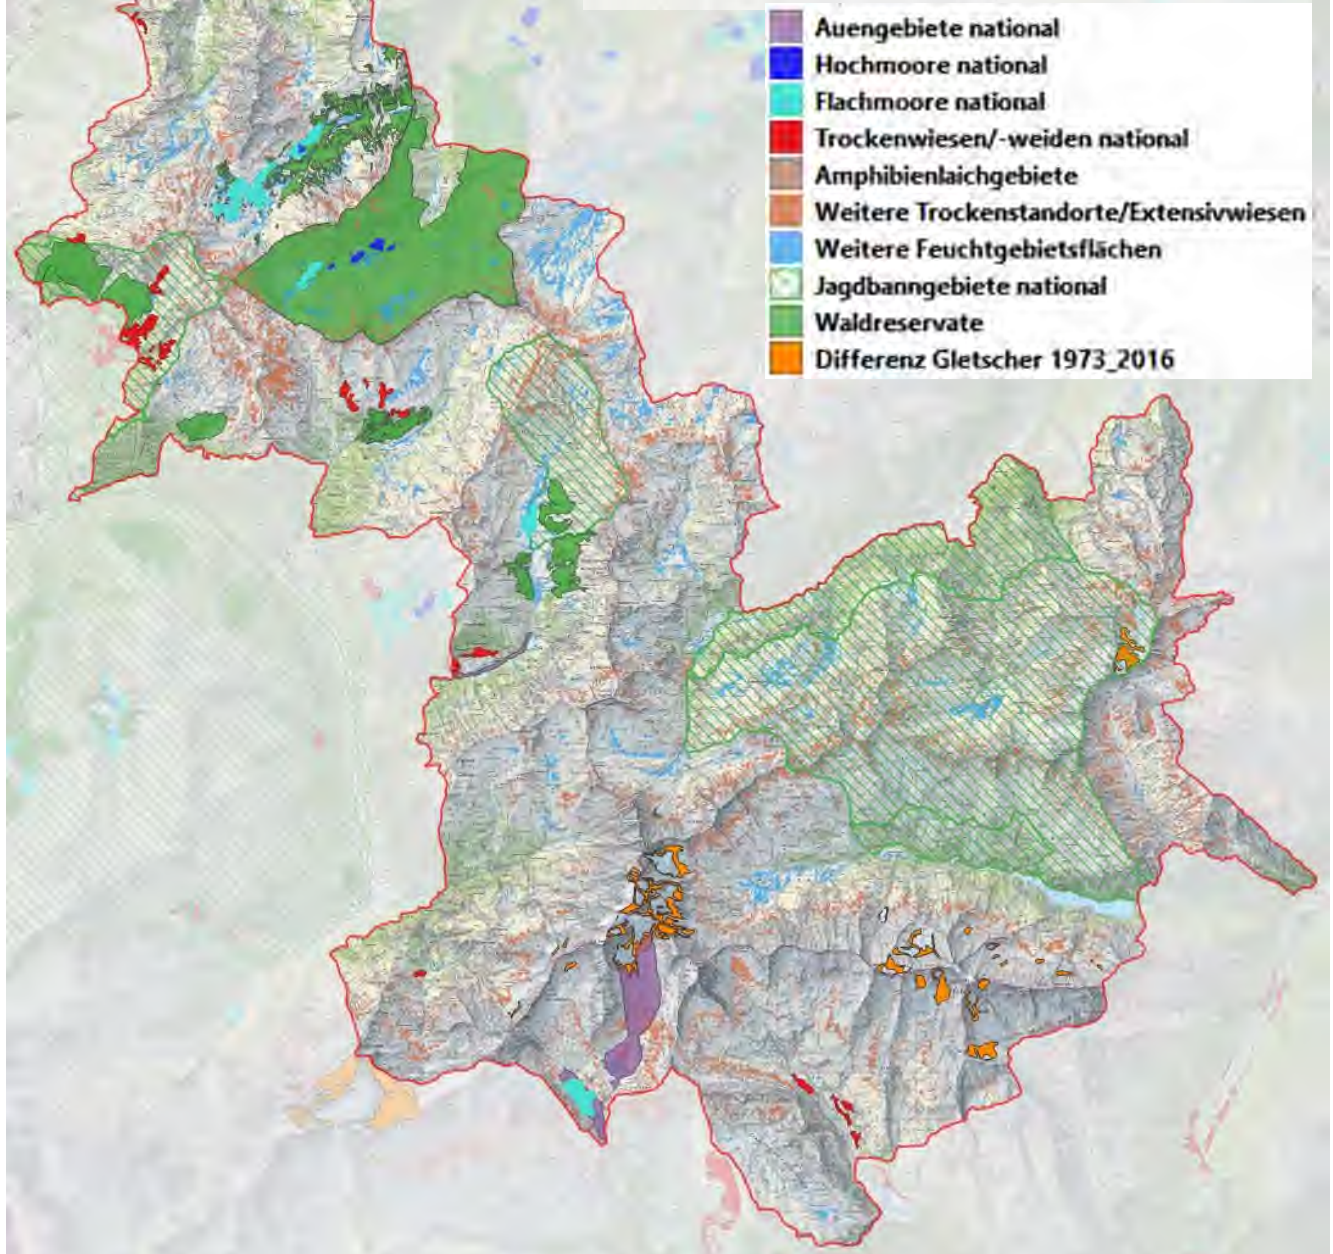 Auengebiete national
Hochmoore national
Flachmoore national
Trockenwiesen/-weiden national
Amphibienlaichgebiete
Weitere Trockenstandorte/Extensivwiesen
Weitere Feuchtgebietsflächen
Jagdbanngebiete national
Waldreservate
Differenz Gletscher 1973_2016